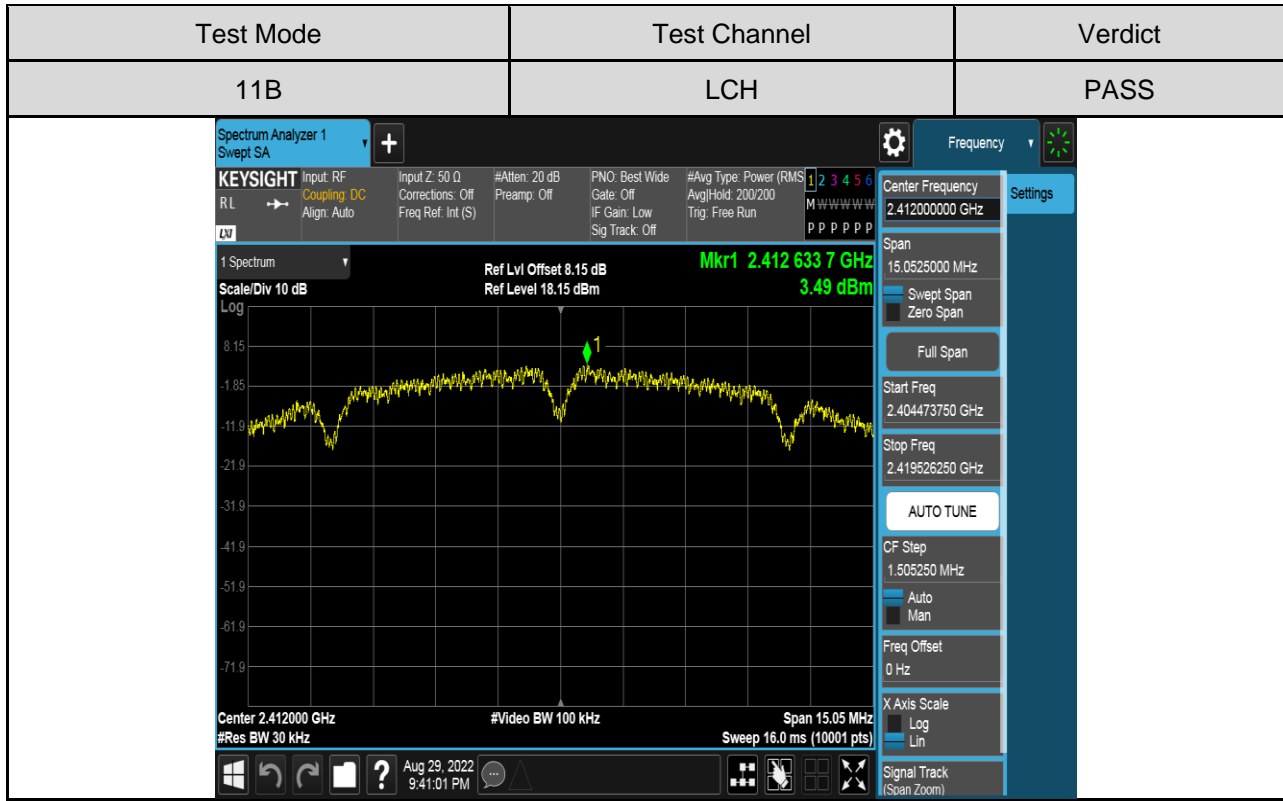 Test Mode Test Channel Verdict
11B LCH PASS
Spectrum Analyzer 1
Swept SA
+
Frequency
KEYSIGHT
RL
LXI
Input: RF
Coupling: DC
Align: Auto
Input Z: 50 Ω
Corrections: Off
Freq Ref: Int (S)
#Atten: 20 dB
Preamp: Off
PNO: Best Wide
Gate: Off
IF Gain: Low
Sig Track: Off
#Avg Type: Power (RMS
Avg|Hold: 200/200
Trig: Free Run
1 2 3 4 5 6
M W W W W W
P P P P P P
Center Frequency
2.412000000 GHz
Settings
Span
15.0525000 MHz
Swept Span
Zero Span
Full Span
Start Freq
2.404473750 GHz
Stop Freq
2.419526250 GHz
AUTO TUNE
CF Step
1.505250 MHz
Auto
Man
Freq Offset
0 Hz
X Axis Scale
Log
Lin
Signal Track
(Span Zoom)
1 Spectrum
Scale/Div 10 dB
Ref Lvl Offset 8.15 dB
Ref Level 18.15 dBm
Mkr1 2.412 633 7 GHz
3.49 dBm
Log
1
8.15
-1.85
-11.9
-21.9
-31.9
-41.9
-51.9
-61.9
-71.9
Center 2.412000 GHz
#Res BW 30 kHz
#Video BW 100 kHz
Span 15.05 MHz
Sweep 16.0 ms (10001 pts)
?
Aug 29, 2022
9:41:01 PM